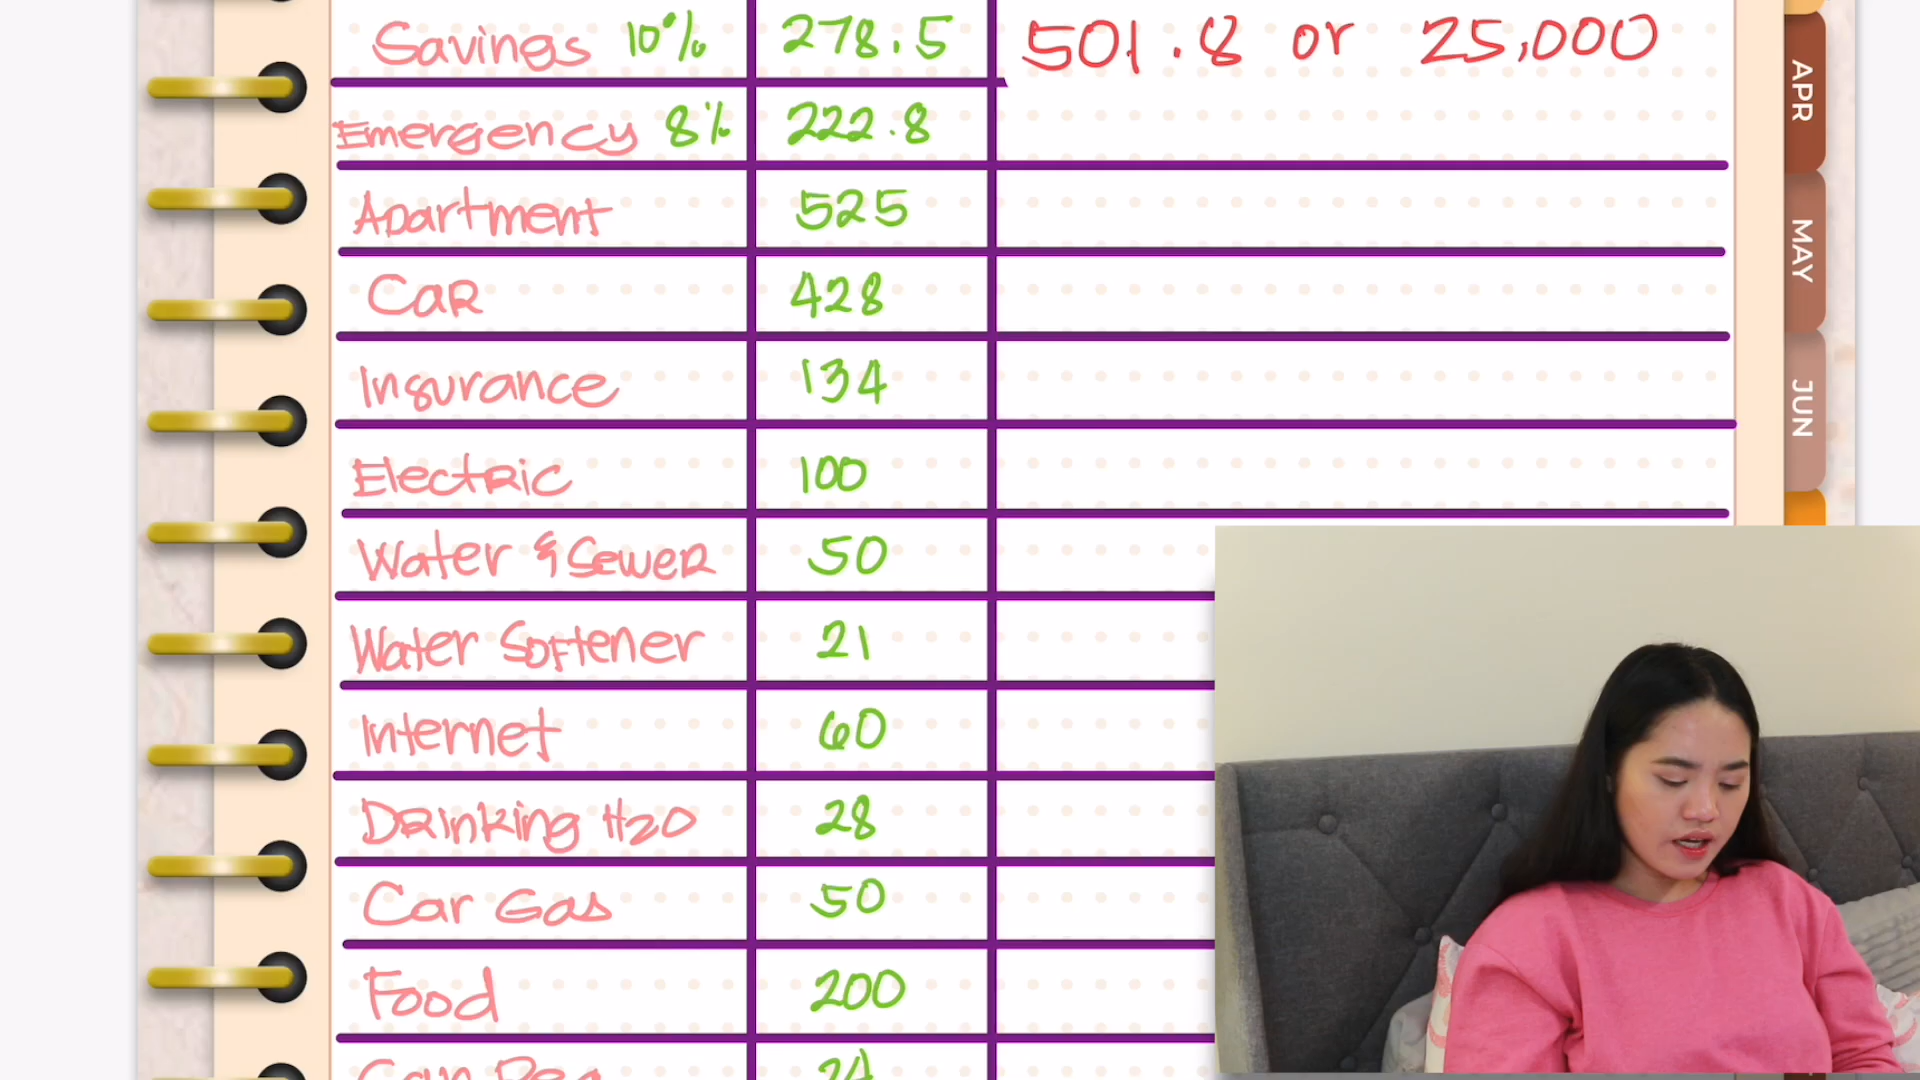 Savings 10% 278.5 501.8 or 25,000
Emergency 8% 222.8
Apartment 525
Car 428
Insurance 134
Electric 100
Water & Sewer 50
Water Softener 21
Internet 60
Drinking H2O 28
Car Gas 50
Food 200
24
APR
MAY
JUN